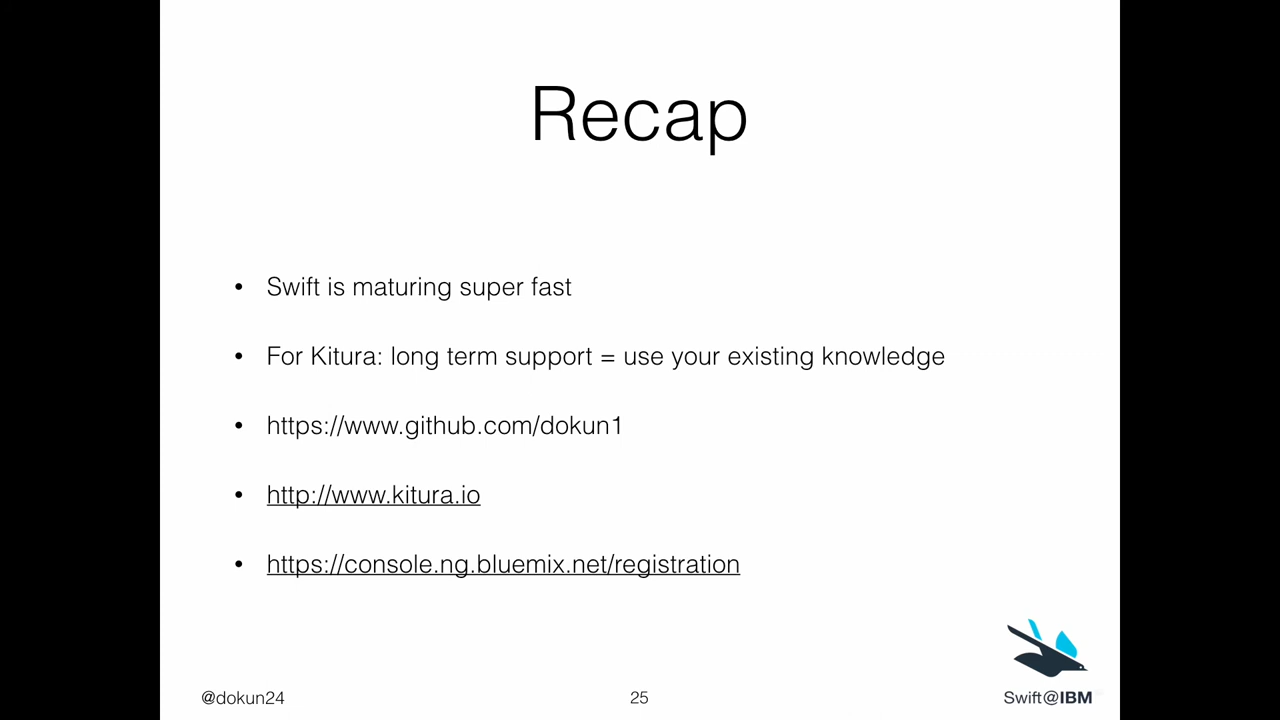 Recap
• Swift is maturing super fast
• For Kitura: long term support = use your existing knowledge
• https://www.github.com/dokun1
• http://www.kitura.io
• https://console.ng.bluemix.net/registration
@dokun24
25
Swift@IBM